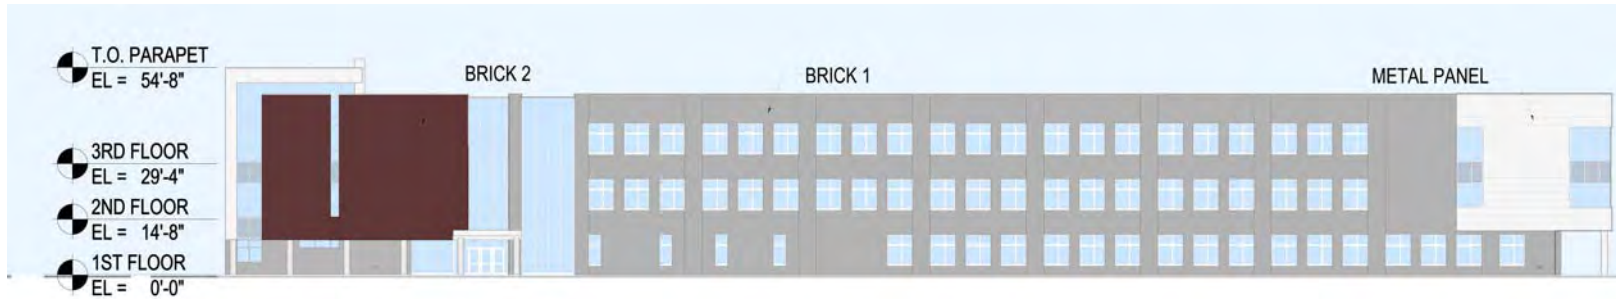 T.O. PARAPET
EL = 54'-8"
BRICK 2
BRICK 1
METAL PANEL
3RD FLOOR
EL = 29'-4"
2ND FLOOR
EL = 14'-8"
1ST FLOOR
EL = 0'-0"